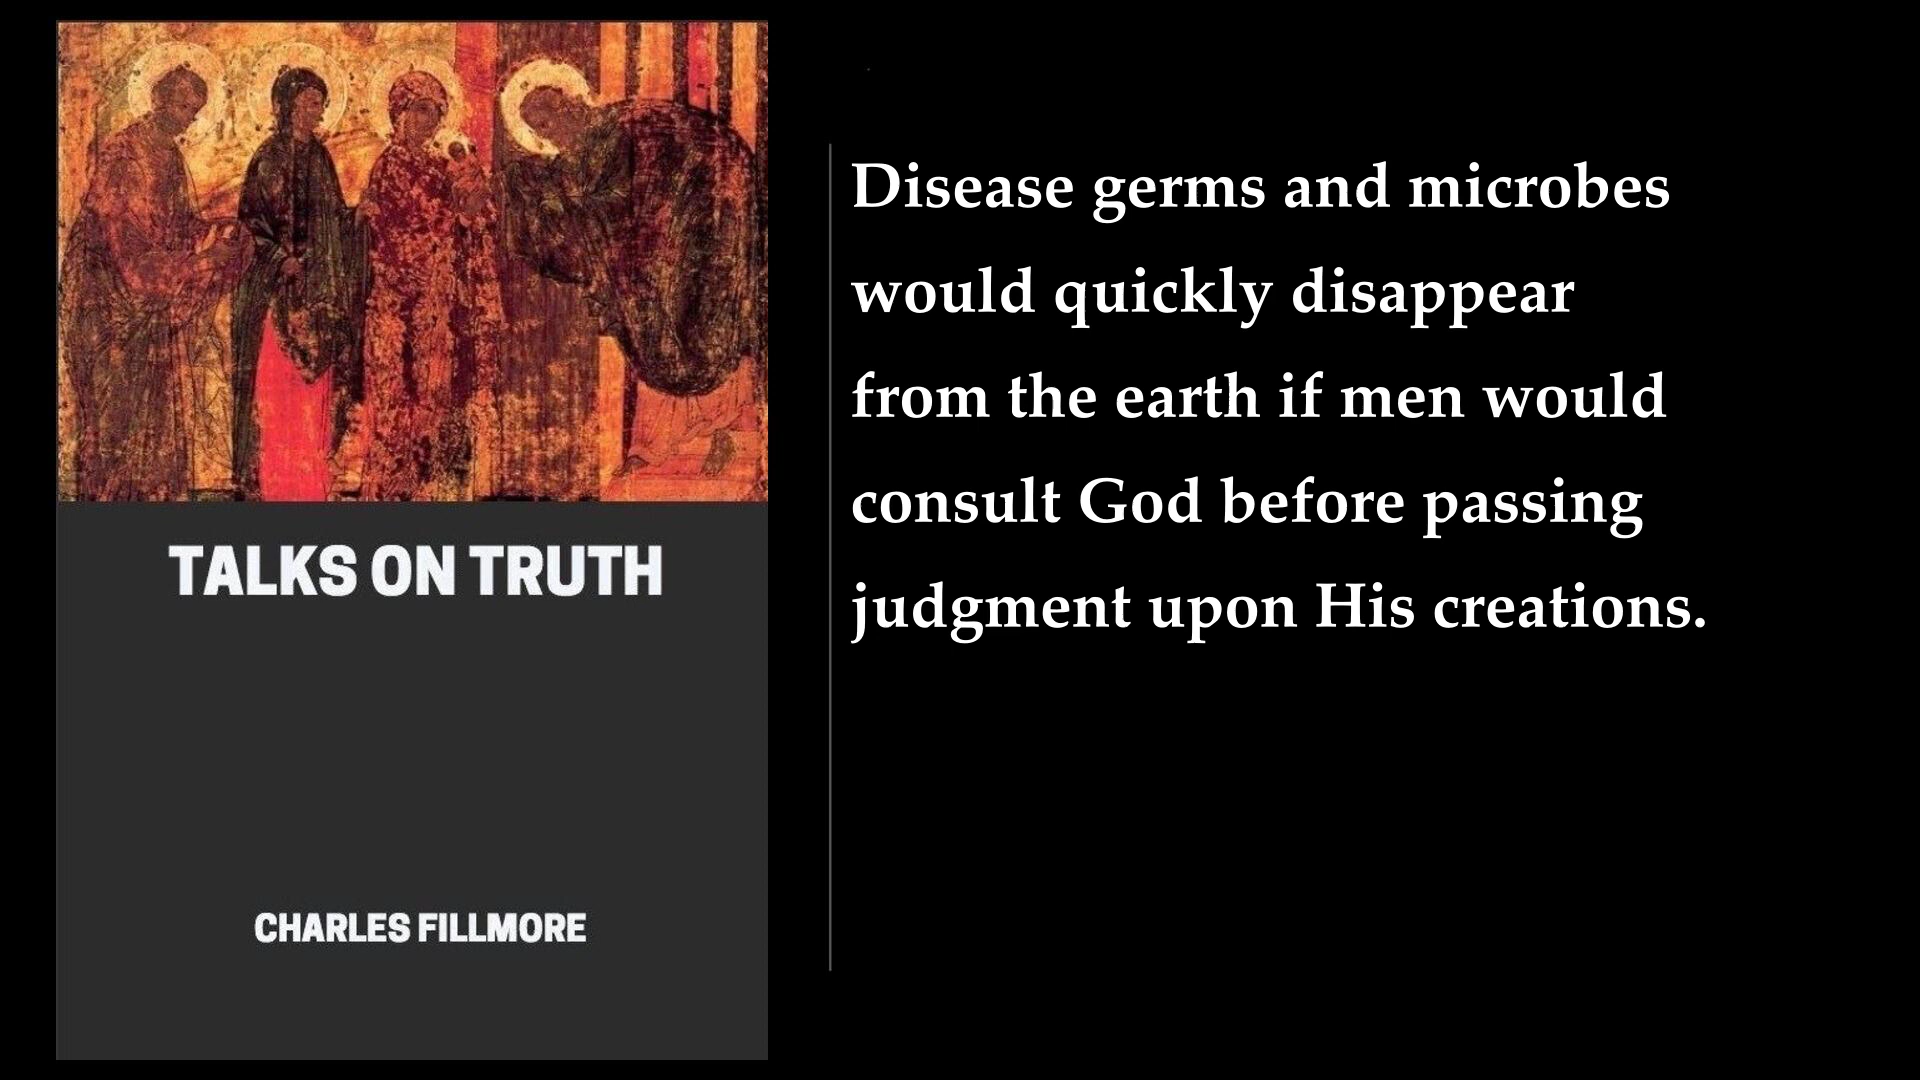 TALKS ON TRUTH
CHARLES FILLMORE
Disease germs and microbes
would quickly disappear
from the earth if men would
consult God before passing
judgment upon His creations.